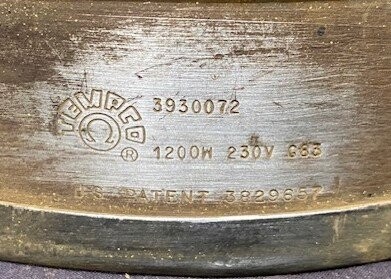 TEMPCO
3930072
®
1200W 230V G83
U.S. PATENT 3829657